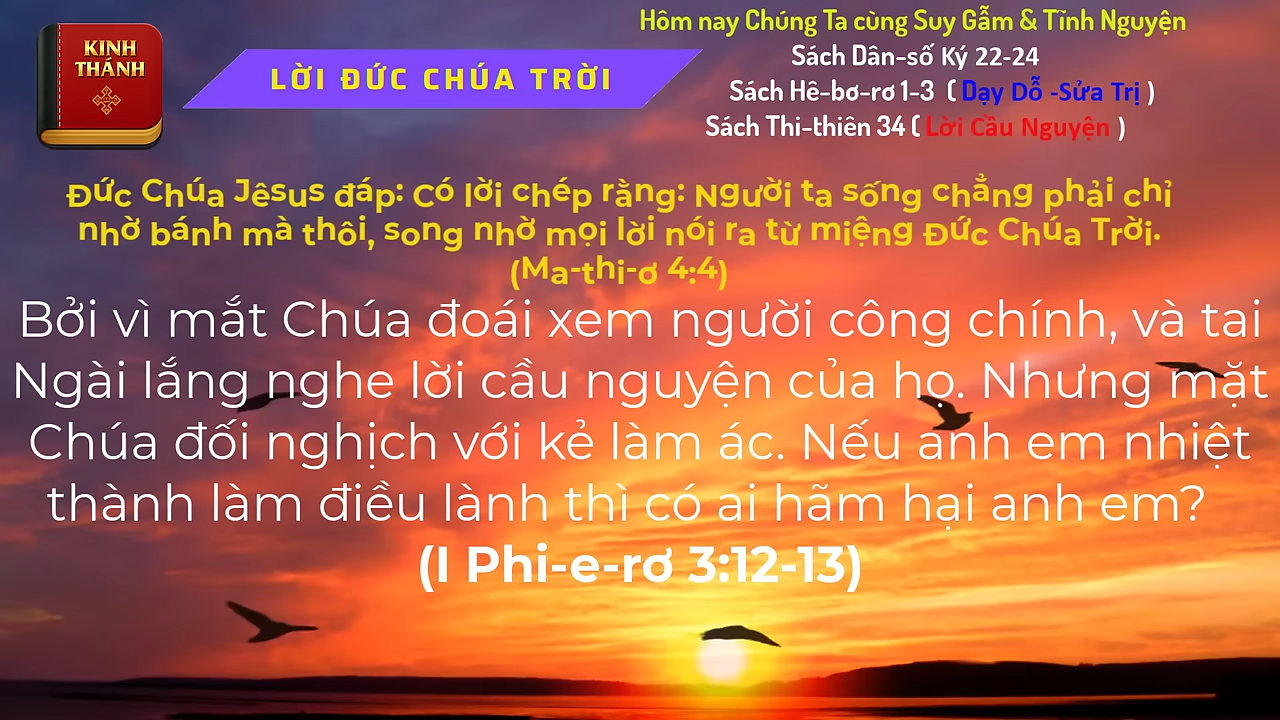 KINH
THÁNH
LỜI ĐỨC CHÚA TRỜI
Hôm nay Chúng Ta cùng Suy Gẫm & Tĩnh Nguyện
Sách Dân-số Ký 22-24
Sách Hê-bơ-rơ 1-3 ( Dạy Dỗ -Sửa Trị )
Sách Thi-thiên 34 ( Lời Cầu Nguyện )
Đức Chúa Jêsus đáp: Có lời chép rằng: Người ta sống chẳng phải chỉ
nhờ bánh mà thôi, song nhờ mọi lời nói ra từ miệng Đức Chúa Trời.
(Ma-thi-ơ 4:4)
Bởi vì mắt Chúa đoái xem người công chính, và tai
Ngài lắng nghe lời cầu nguyện của họ. Nhưng mặt
Chúa đối nghịch với kẻ làm ác. Nếu anh em nhiệt
thành làm điều lành thì có ai hãm hại anh em?
(I Phi-e-rơ 3:12-13)